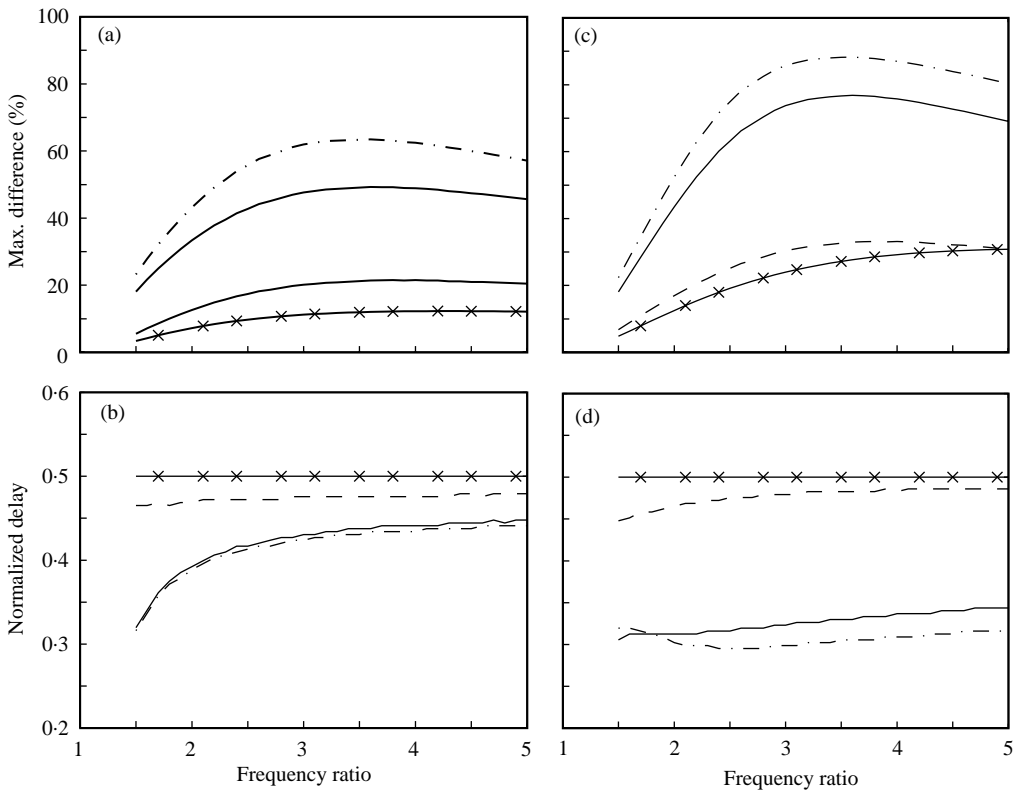 100
80
60
40
20
0
Max. difference (%)
(a)
(c)
0·6
0·5
0·4
0·3
0·2
Normalized delay
(b)
(d)
1 2 3 4 5
Frequency ratio
1 2 3 4 5
Frequency ratio